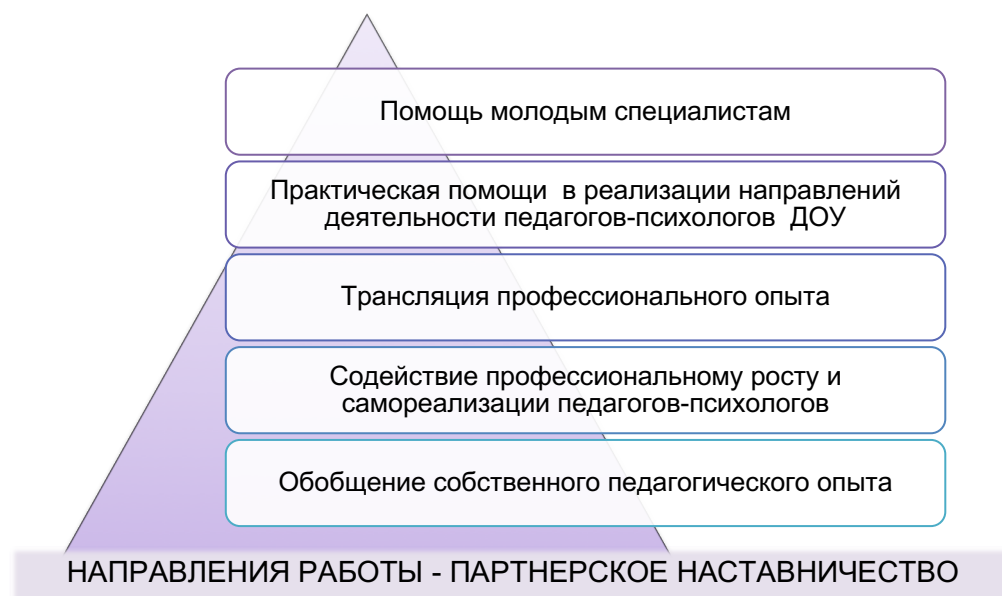 Помощь молодым специалистам
Практическая помощи в реализации направлений
деятельности педагогов-психологов ДОУ
Трансляция профессионального опыта
Содействие профессиональному росту и
самореализации педагогов-психологов
Обобщение собственного педагогического опыта
НАПРАВЛЕНИЯ РАБОТЫ - ПАРТНЕРСКОЕ НАСТАВНИЧЕСТВО